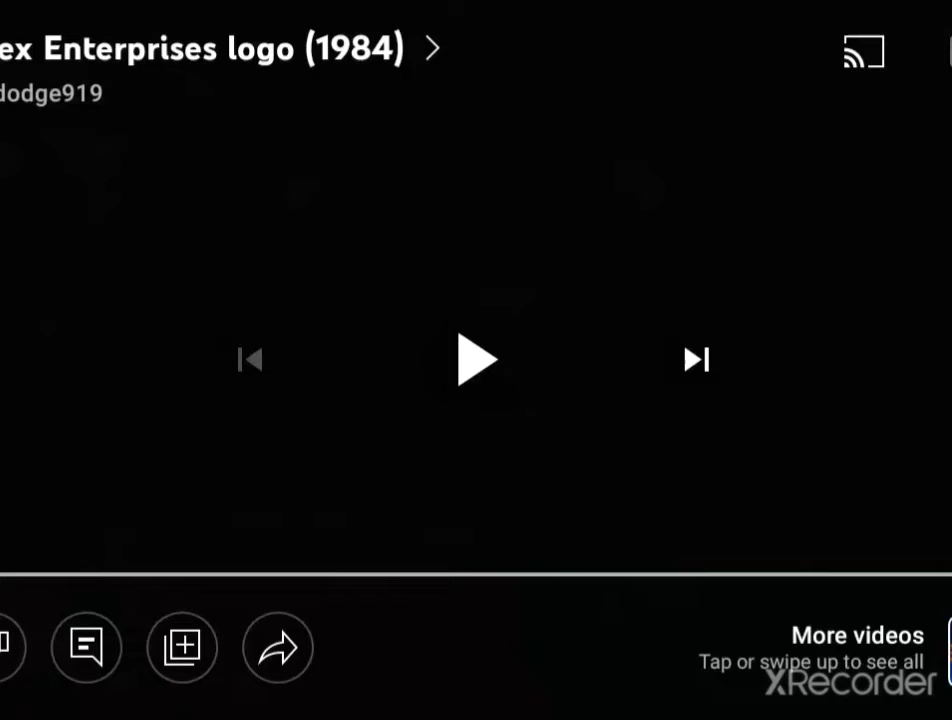 ex Enterprises logo (1984)
dodge919
More videos
Tap or swipe up to see all
XRecorder